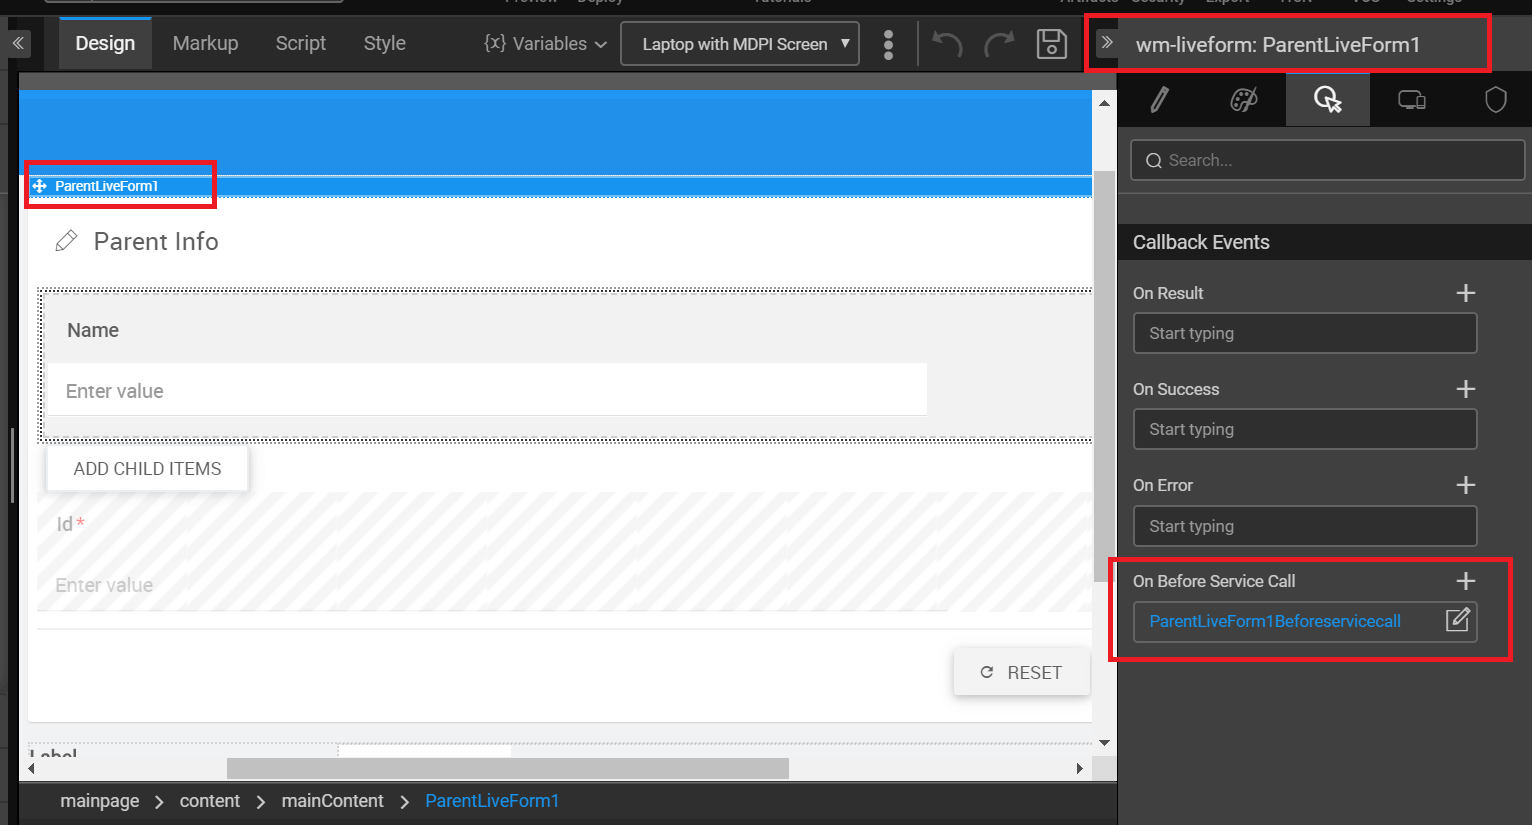 Design Markup Script Style {x} Variables Laptop with MDPI Screen
wm-liveform: ParentLiveForm1
Search...
ParentLiveForm1
Parent Info
Name
Enter value
ADD CHILD ITEMS
Id *
Enter value
RESET
Label
mainpage content mainContent ParentLiveForm1
Callback Events
On Result
Start typing
On Success
Start typing
On Error
Start typing
On Before Service Call
ParentLiveForm1Beforeservicecall